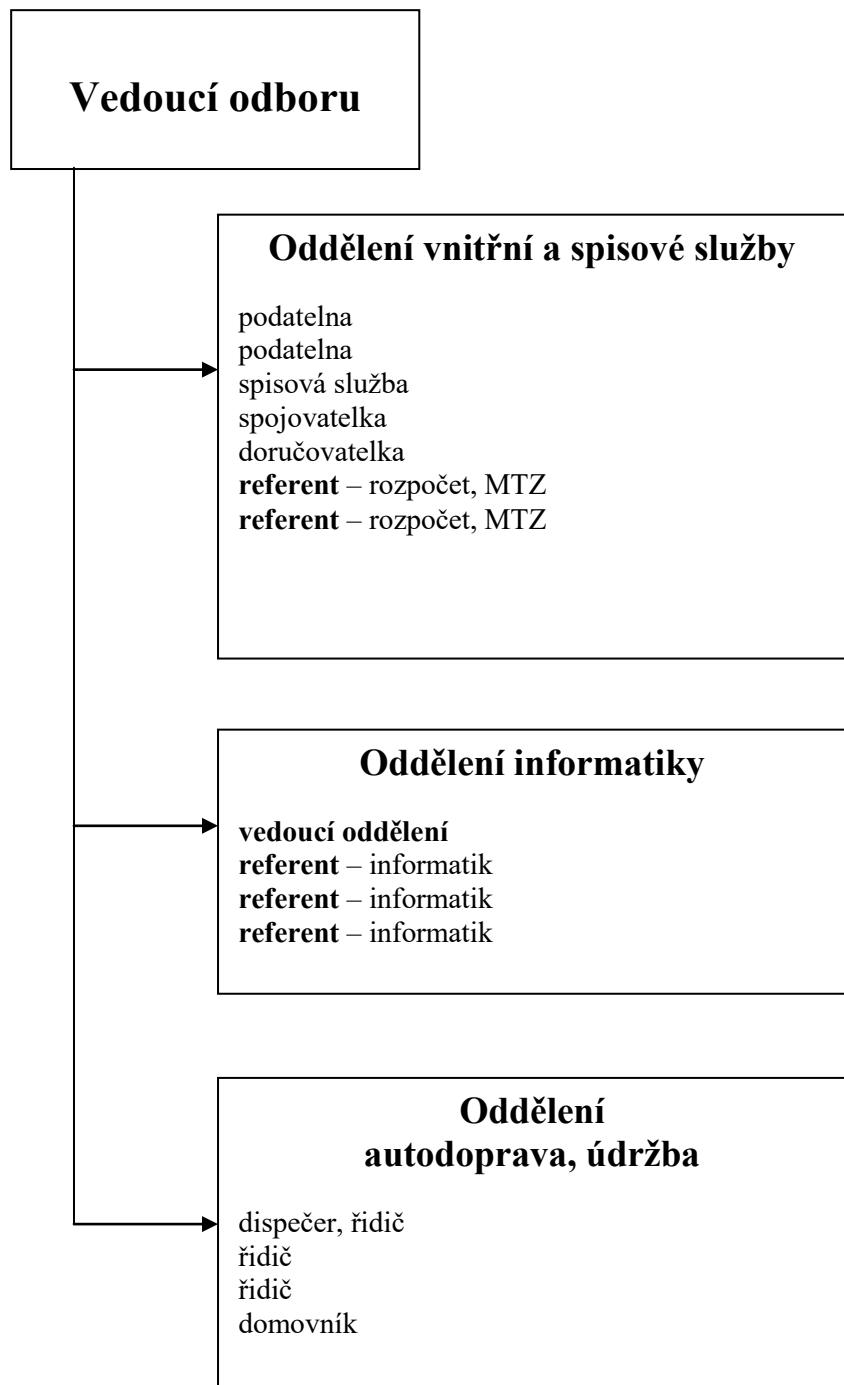 Vedoucí odboru
Oddělení vnitřní a spisové služby
podatelna
podatelna
spisová služba
spojovatelka
doručovatelka
referent – rozpočet, MTZ
referent – rozpočet, MTZ
Oddělení informatiky
vedoucí oddělení
referent – informatik
referent – informatik
referent – informatik
Oddělení
autodoprava, údržba
dispečer, řidič
řidič
řidič
domovník